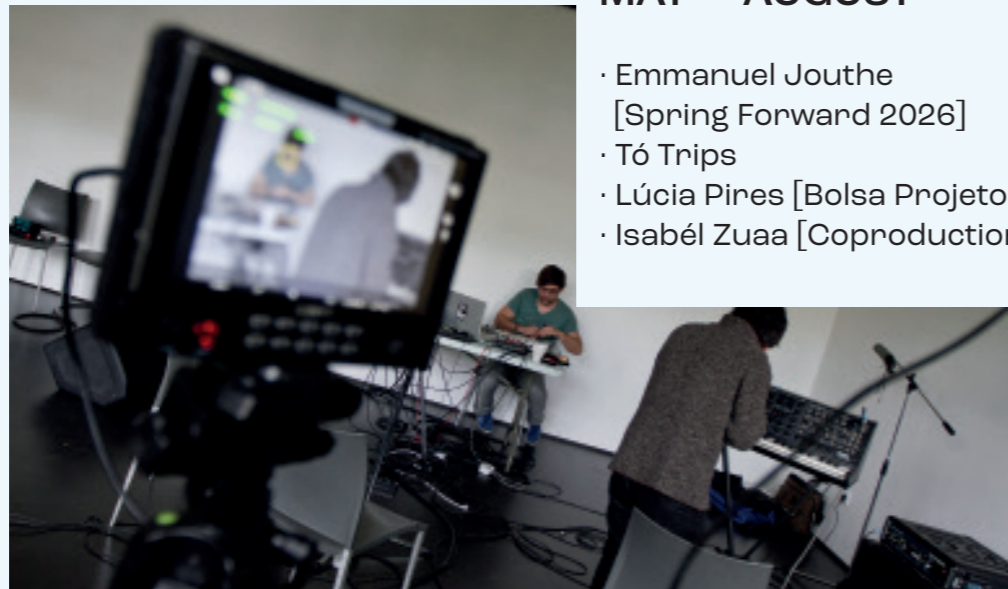 MAY — AUGUST
· Emmanuel Jouthe
[Spring Forward 2026]
· Tó Trips
· Lúcia Pires [Bolsa Projeto
· Isabél Zuaa [Coproduction